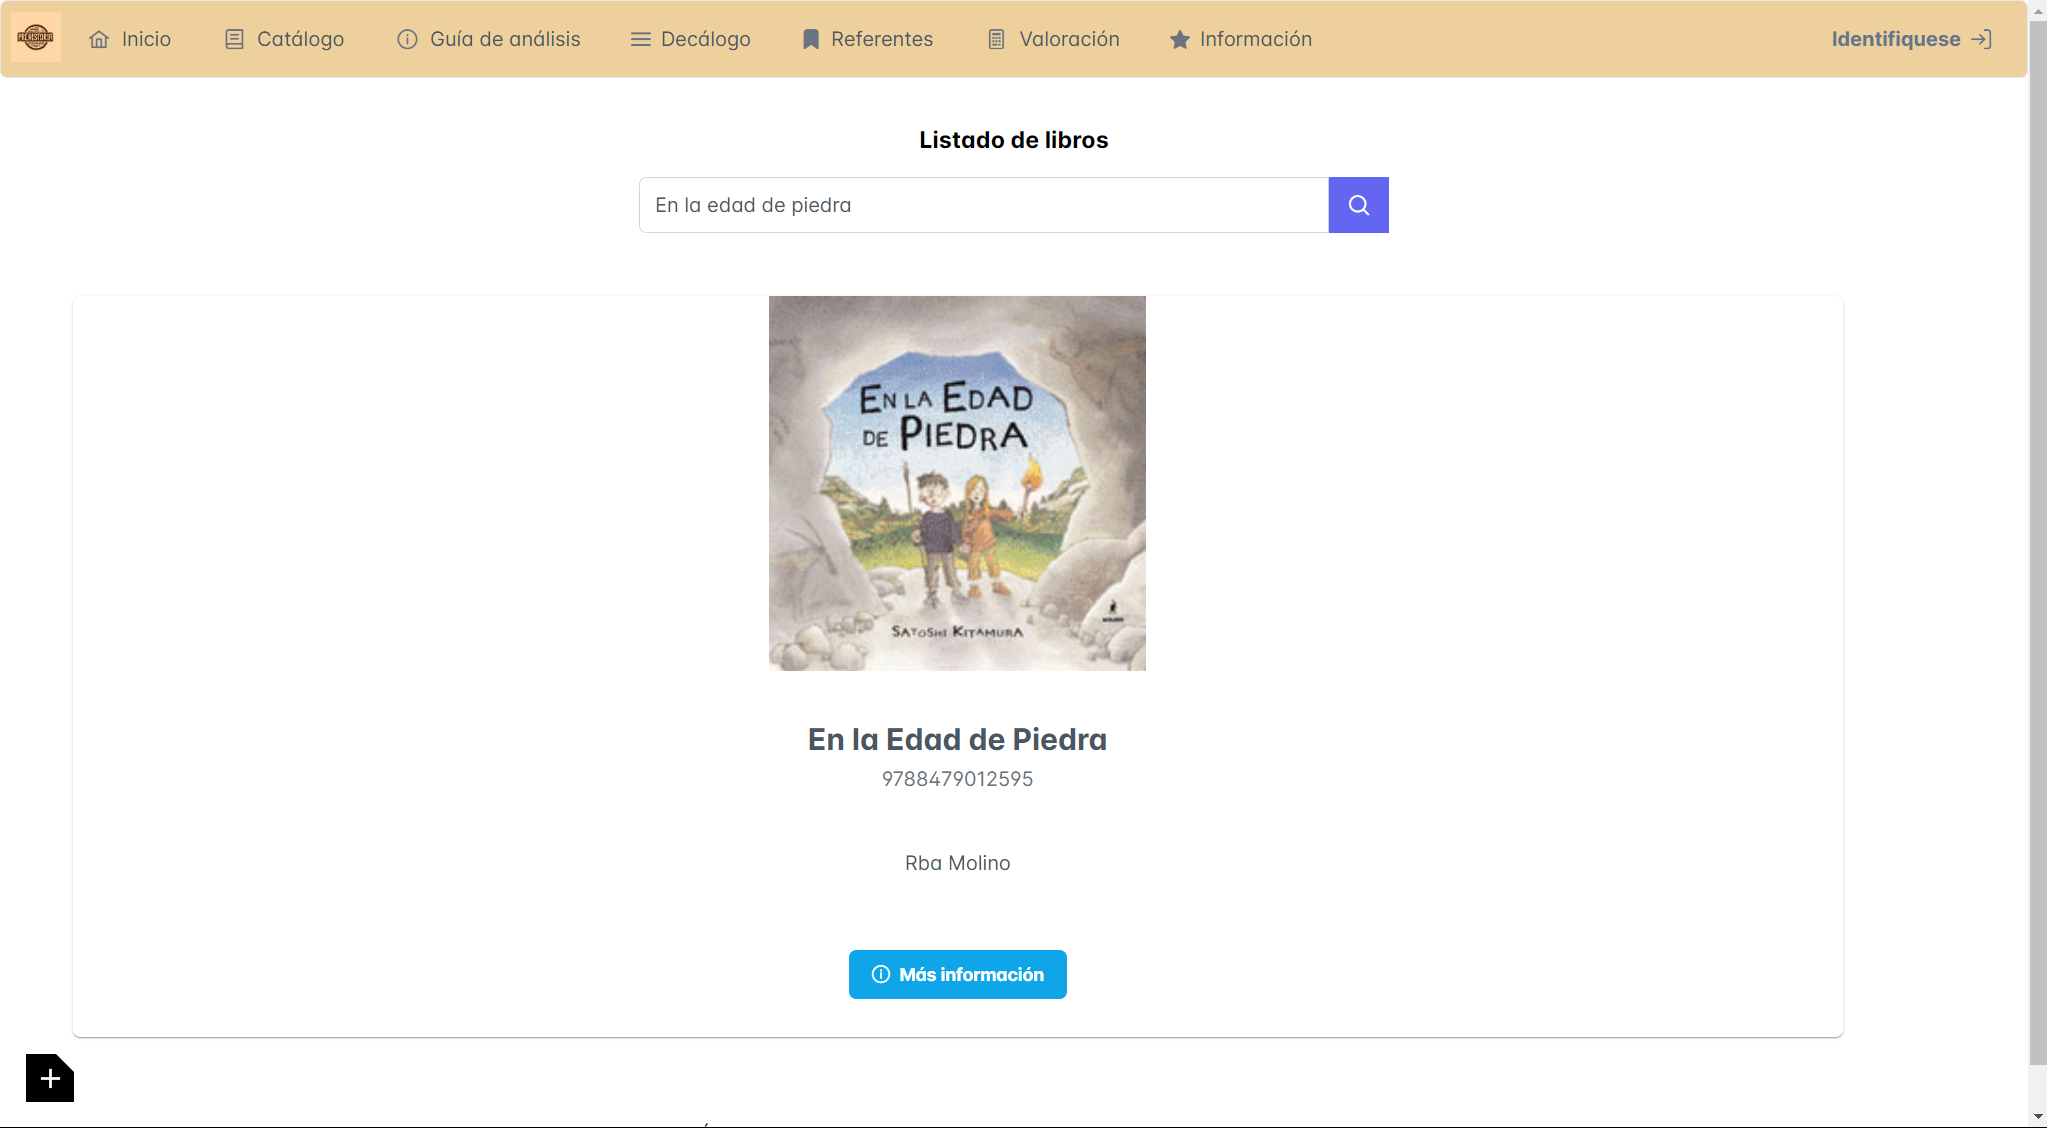 PREHISTORIA
Inicio
Catálogo
Guía de análisis
Decálogo
Referentes
Valoración
Información
Identifiquese
Listado de libros
En la edad de piedra
EN LA EDAD
DE PIEDRA
SATOSHI KITAMURA
En la Edad de Piedra
9788479012595
Rba Molino
Más información